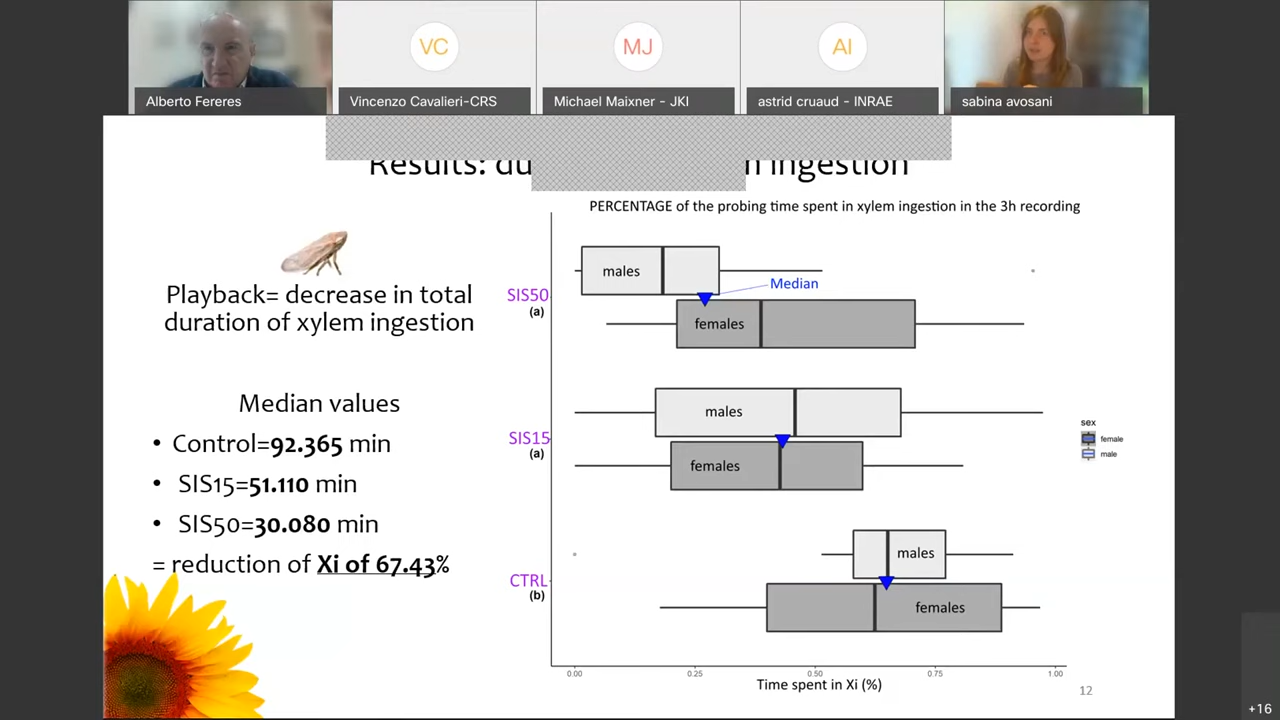 VC
MJ
AI
Alberto Fereres
Vincenzo Cavalieri-CRS
Michael Maixner - JKI
astrid cruaud - INRAE
sabina avosani
Results: ingestion
PERCENTAGE of the probing time spent in xylem ingestion in the 3h recording
Playback= decrease in total
duration of xylem ingestion
Median values
• Control=92.365 min
• SIS15=51.110 min
• SIS50=30.080 min
= reduction of Xi of 67.43%
males
Median
SIS50
(a)
females
males
SIS15
(a)
females
males
CTRL
(b)
females
sex
female
male
0.00 0.25 0.50 0.75 1.00
Time spent in Xi (%)
12
+16